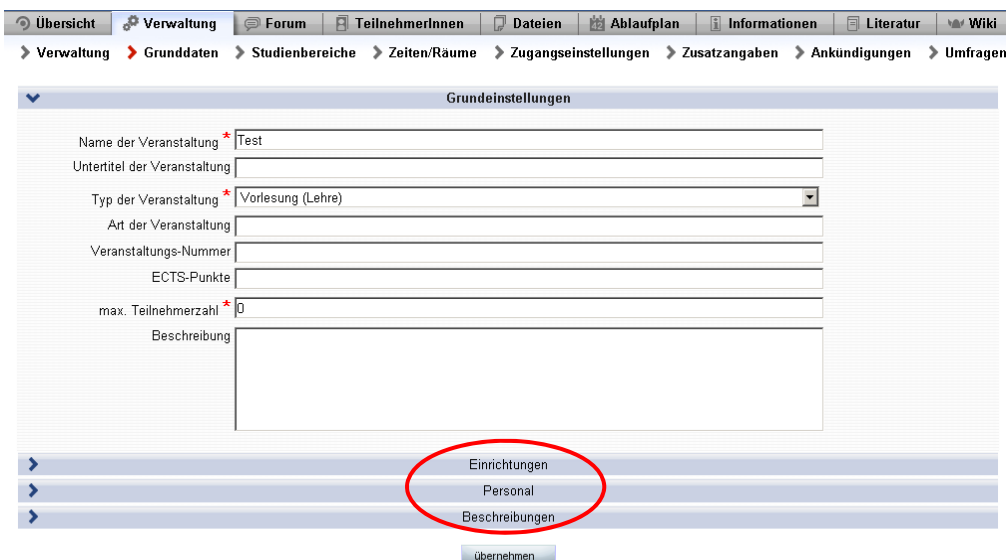 Übersicht Verwaltung Forum TeilnehmerInnen Dateien Ablaufplan Informationen Literatur Wiki
Verwaltung Grunddaten Studienbereiche Zeiten/Räume Zugangseinstellungen Zusatzangaben Ankündigungen Umfragen
Grundeinstellungen
Name der Veranstaltung * Test
Untertitel der Veranstaltung
Typ der Veranstaltung * Vorlesung (Lehre)
Art der Veranstaltung
Veranstaltungs-Nummer
ECTS-Punkte
max. Teilnehmerzahl * 0
Beschreibung
Einrichtungen
Personal
Beschreibungen
übernehmen